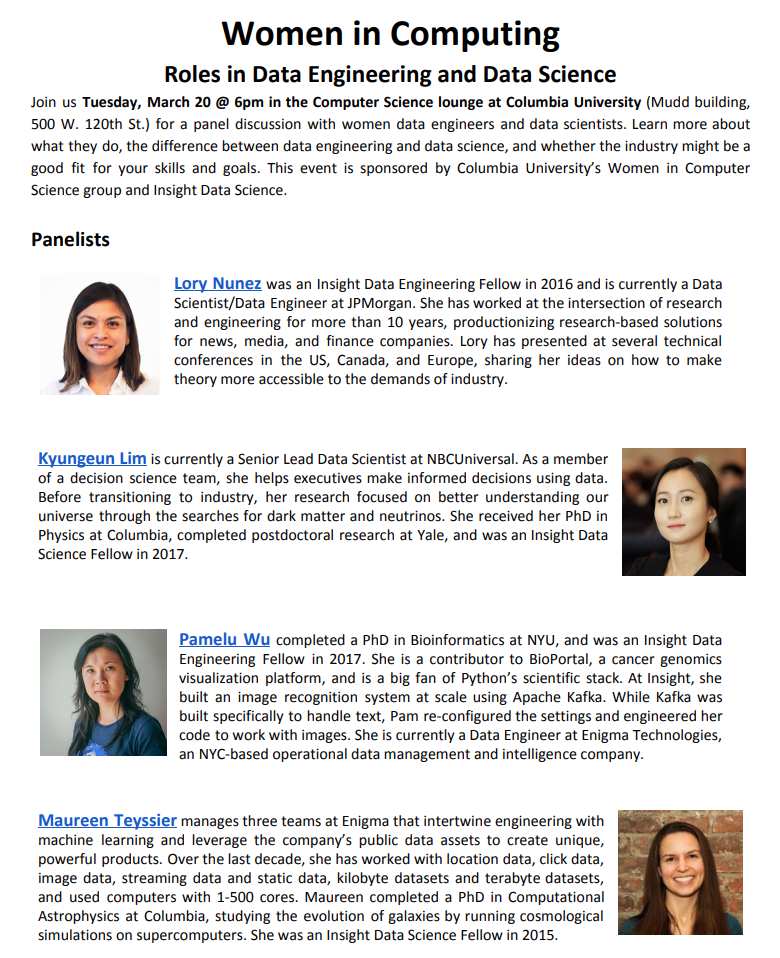 Women in Computing
Roles in Data Engineering and Data Science
Join us Tuesday, March 20 @ 6pm in the Computer Science lounge at Columbia University (Mudd building,
500 W. 120th St.) for a panel discussion with women data engineers and data scientists. Learn more about
what they do, the difference between data engineering and data science, and whether the industry might be a
good fit for your skills and goals. This event is sponsored by Columbia University’s Women in Computer
Science group and Insight Data Science.
Panelists
Lory Nunez was an Insight Data Engineering Fellow in 2016 and is currently a Data
Scientist/Data Engineer at JPMorgan. She has worked at the intersection of research
and engineering for more than 10 years, productionizing research-based solutions
for news, media, and finance companies. Lory has presented at several technical
conferences in the US, Canada, and Europe, sharing her ideas on how to make
theory more accessible to the demands of industry.
Kyungeun Lim is currently a Senior Lead Data Scientist at NBCUniversal. As a member
of a decision science team, she helps executives make informed decisions using data.
Before transitioning to industry, her research focused on better understanding our
universe through the searches for dark matter and neutrinos. She received her PhD in
Physics at Columbia, completed postdoctoral research at Yale, and was an Insight Data
Science Fellow in 2017.
Pamelu Wu completed a PhD in Bioinformatics at NYU, and was an Insight Data
Engineering Fellow in 2017. She is a contributor to BioPortal, a cancer genomics
visualization platform, and is a big fan of Python’s scientific stack. At Insight, she
built an image recognition system at scale using Apache Kafka. While Kafka was
built specifically to handle text, Pam re-configured the settings and engineered her
code to work with images. She is currently a Data Engineer at Enigma Technologies,
an NYC-based operational data management and intelligence company.
Maureen Teyssier manages three teams at Enigma that intertwine engineering with
machine learning and leverage the company’s public data assets to create unique,
powerful products. Over the last decade, she has worked with location data, click data,
image data, streaming data and static data, kilobyte datasets and terabyte datasets,
and used computers with 1-500 cores. Maureen completed a PhD in Computational
Astrophysics at Columbia, studying the evolution of galaxies by running cosmological
simulations on supercomputers. She was an Insight Data Science Fellow in 2015.